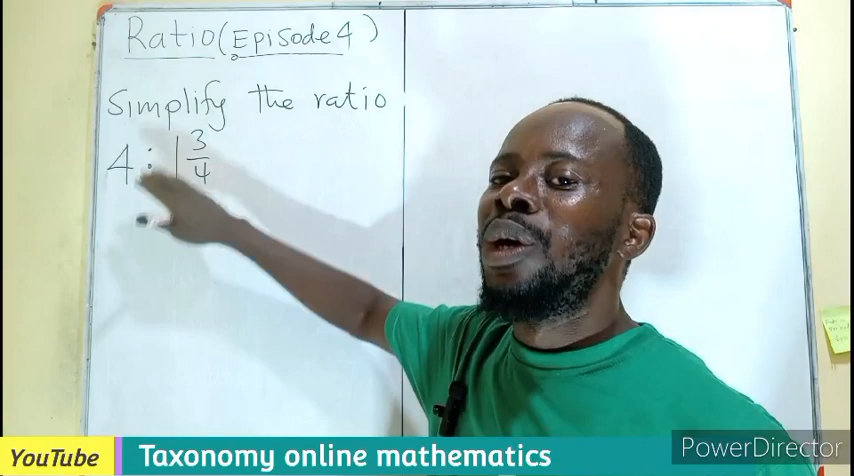 Ratio (Episode 4)
Simplify the ratio
4 : 1 3/4
YouTube Taxonomy online mathematics
PowerDirector